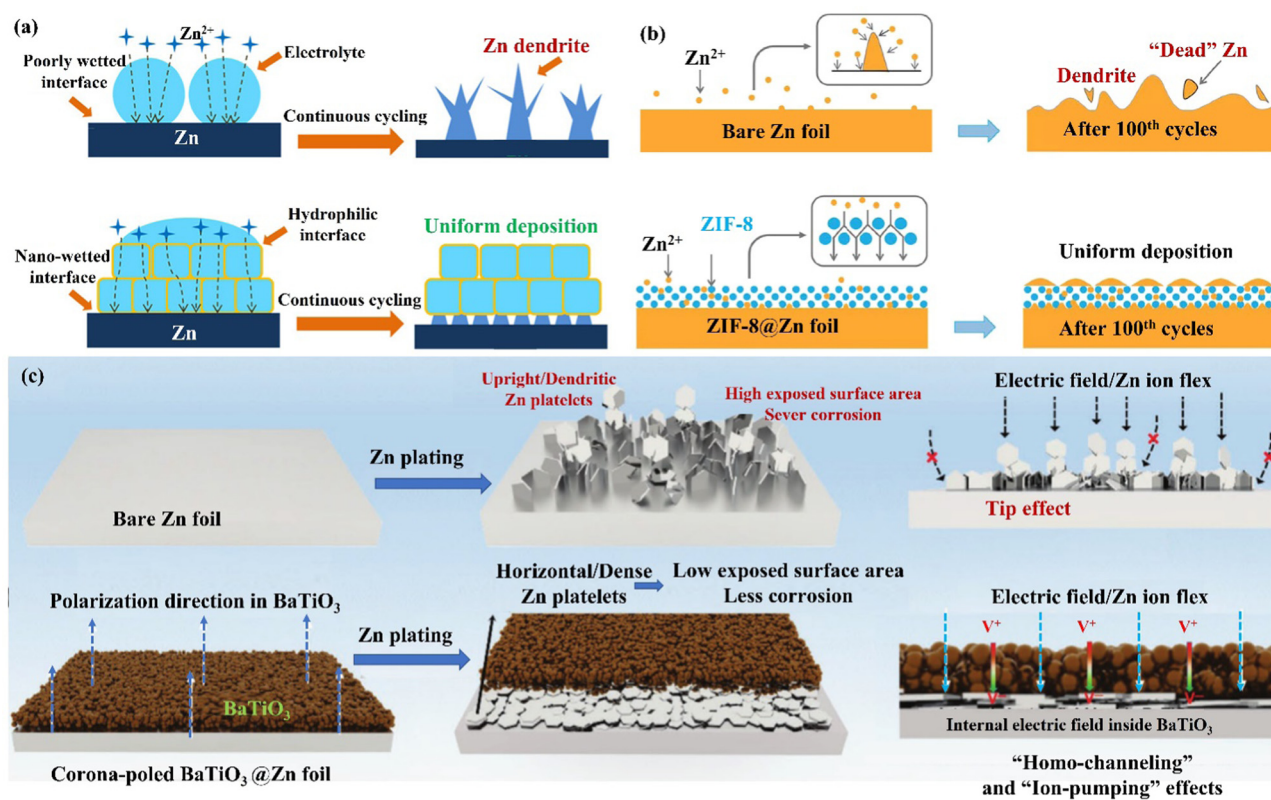 (a)
Zn²⁺
Electrolyte
Poorly wetted
interface
Zn
Continuous cycling
Zn dendrite
Hydrophilic
interface
Nano-wetted
interface
Zn
Continuous cycling
Uniform deposition
(b)
Zn²⁺
Bare Zn foil
“Dead” Zn
Dendrite
After 100ᵗʰ cycles
ZIF-8
Zn²⁺
ZIF-8@Zn foil
Uniform deposition
After 100ᵗʰ cycles
(c)
Bare Zn foil
Zn plating
Upright/Dendritic
Zn platelets
High exposed surface area
Sever corrosion
Electric field/Zn ion flex
Tip effect
Polarization direction in BaTiO₃
BaTiO₃
Corona-poled BaTiO₃@Zn foil
Zn plating
Horizontal/Dense
Zn platelets
Low exposed surface area
Less corrosion
Electric field/Zn ion flex
V⁺ V⁺ V⁺
V⁻ V⁻ V⁻
Internal electric field inside BaTiO₃
“Homo-channeling”
and “Ion-pumping” effects